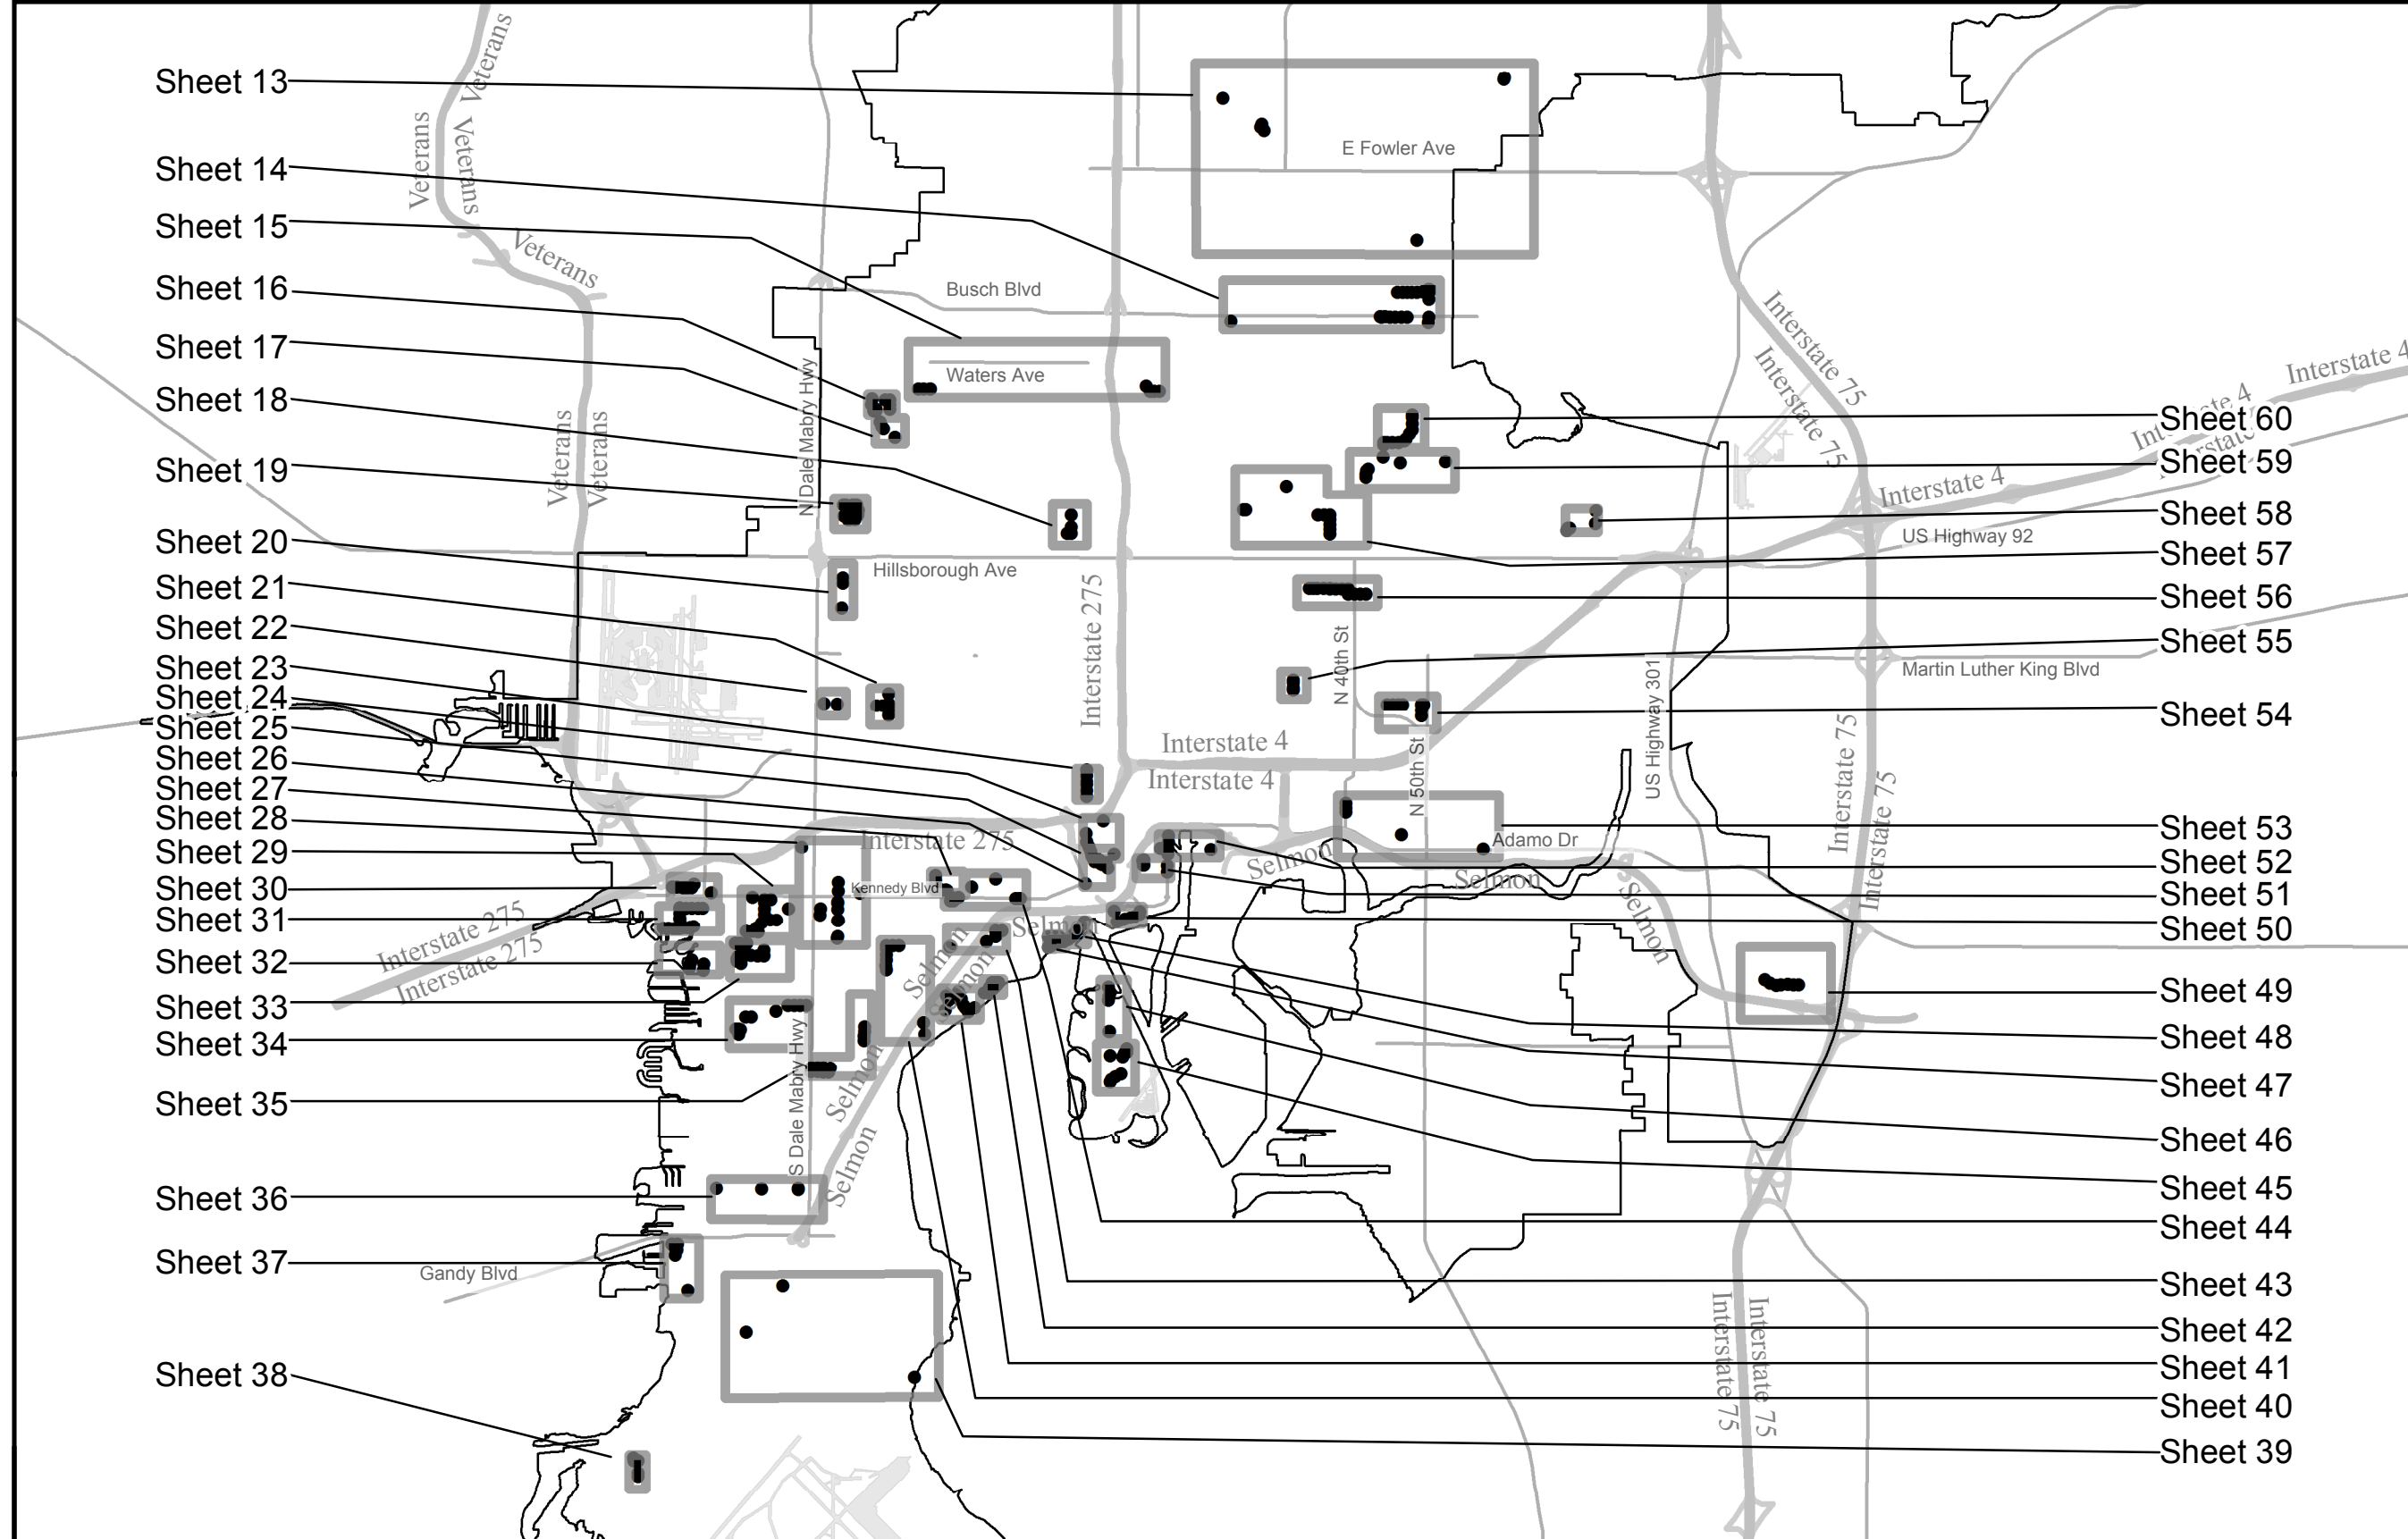 Sheet 13
Sheet 14
Sheet 15
Sheet 16
Sheet 17
Sheet 18
Sheet 19
Sheet 20
Sheet 21
Sheet 22
Sheet 23
Sheet 24
Sheet 25
Sheet 26
Sheet 27
Sheet 28
Sheet 29
Sheet 30
Sheet 31
Sheet 32
Sheet 33
Sheet 34
Sheet 35
Sheet 36
Sheet 37
Sheet 38
Veterans
Veterans
Veterans
Veterans
Veterans
Veterans
E Fowler Ave
Busch Blvd
Waters Ave
N Dale Mabry Hwy
Hillsborough Ave
Interstate 275
Interstate 4
Interstate 4
Interstate 275
Kennedy Blvd
Interstate 275
Interstate 275
Selmon
Selmon
Selmon
Selmon
Selmon
Selmon
Selmon
Selmon
S Dale Mabry Hwy
Gandy Blvd
N 40th St
N 50th St
Adamo Dr
US Highway 301
Martin Luther King Blvd
US Highway 92
Interstate 4
Interstate 4
Interstate 75
Interstate 75
Interstate 75
Interstate 75
Interstate 75
Interstate 75
Sheet 60
Sheet 59
Sheet 58
Sheet 57
Sheet 56
Sheet 55
Sheet 54
Sheet 53
Sheet 52
Sheet 51
Sheet 50
Sheet 49
Sheet 48
Sheet 47
Sheet 46
Sheet 45
Sheet 44
Sheet 43
Sheet 42
Sheet 41
Sheet 40
Sheet 39